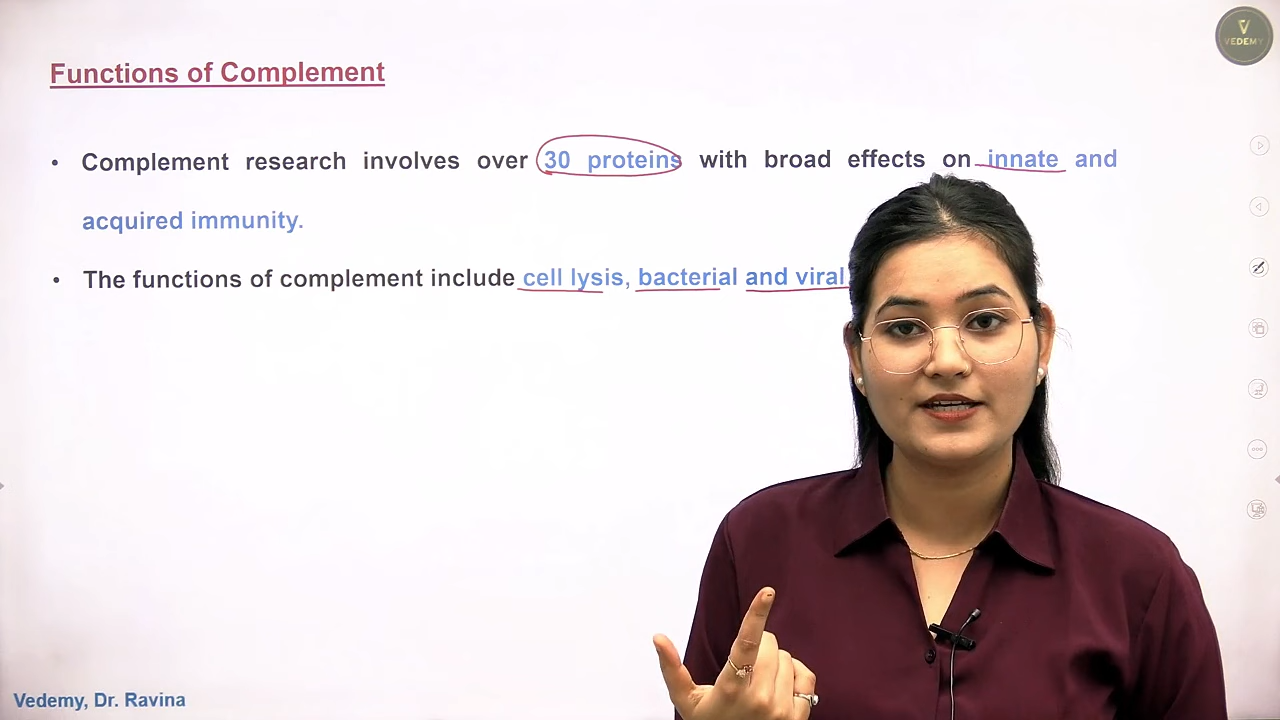 VEDEMY
Functions of Complement
• Complement research involves over 30 proteins with broad effects on innate and
acquired immunity.
• The functions of complement include cell lysis, bacterial and viral
Vedemy, Dr. Ravina